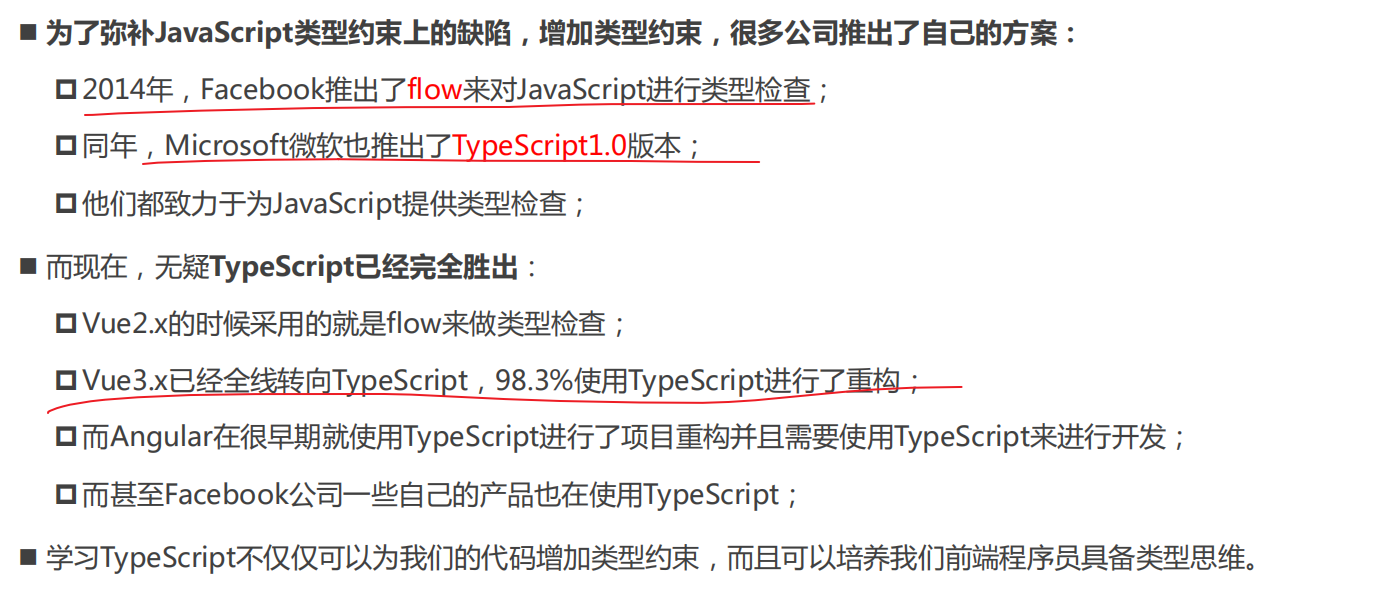 为了弥补JavaScript类型约束上的缺陷，增加类型约束，很多公司推出了自己的方案：
2014年，Facebook推出了flow来对JavaScript进行类型检查；
同年，Microsoft微软也推出了TypeScript1.0版本；
他们都致力于为JavaScript提供类型检查；
而现在，无疑TypeScript已经完全胜出：
Vue2.x的时候采用的就是flow来做类型检查；
Vue3.x已经全线转向TypeScript，98.3%使用TypeScript进行了重构；
而Angular在很早期就使用TypeScript进行了项目重构并且需要使用TypeScript来进行开发；
而甚至Facebook公司一些自己的产品也在使用TypeScript；
学习TypeScript不仅仅可以为我们的代码增加类型约束，而且可以培养我们前端程序员具备类型思维。